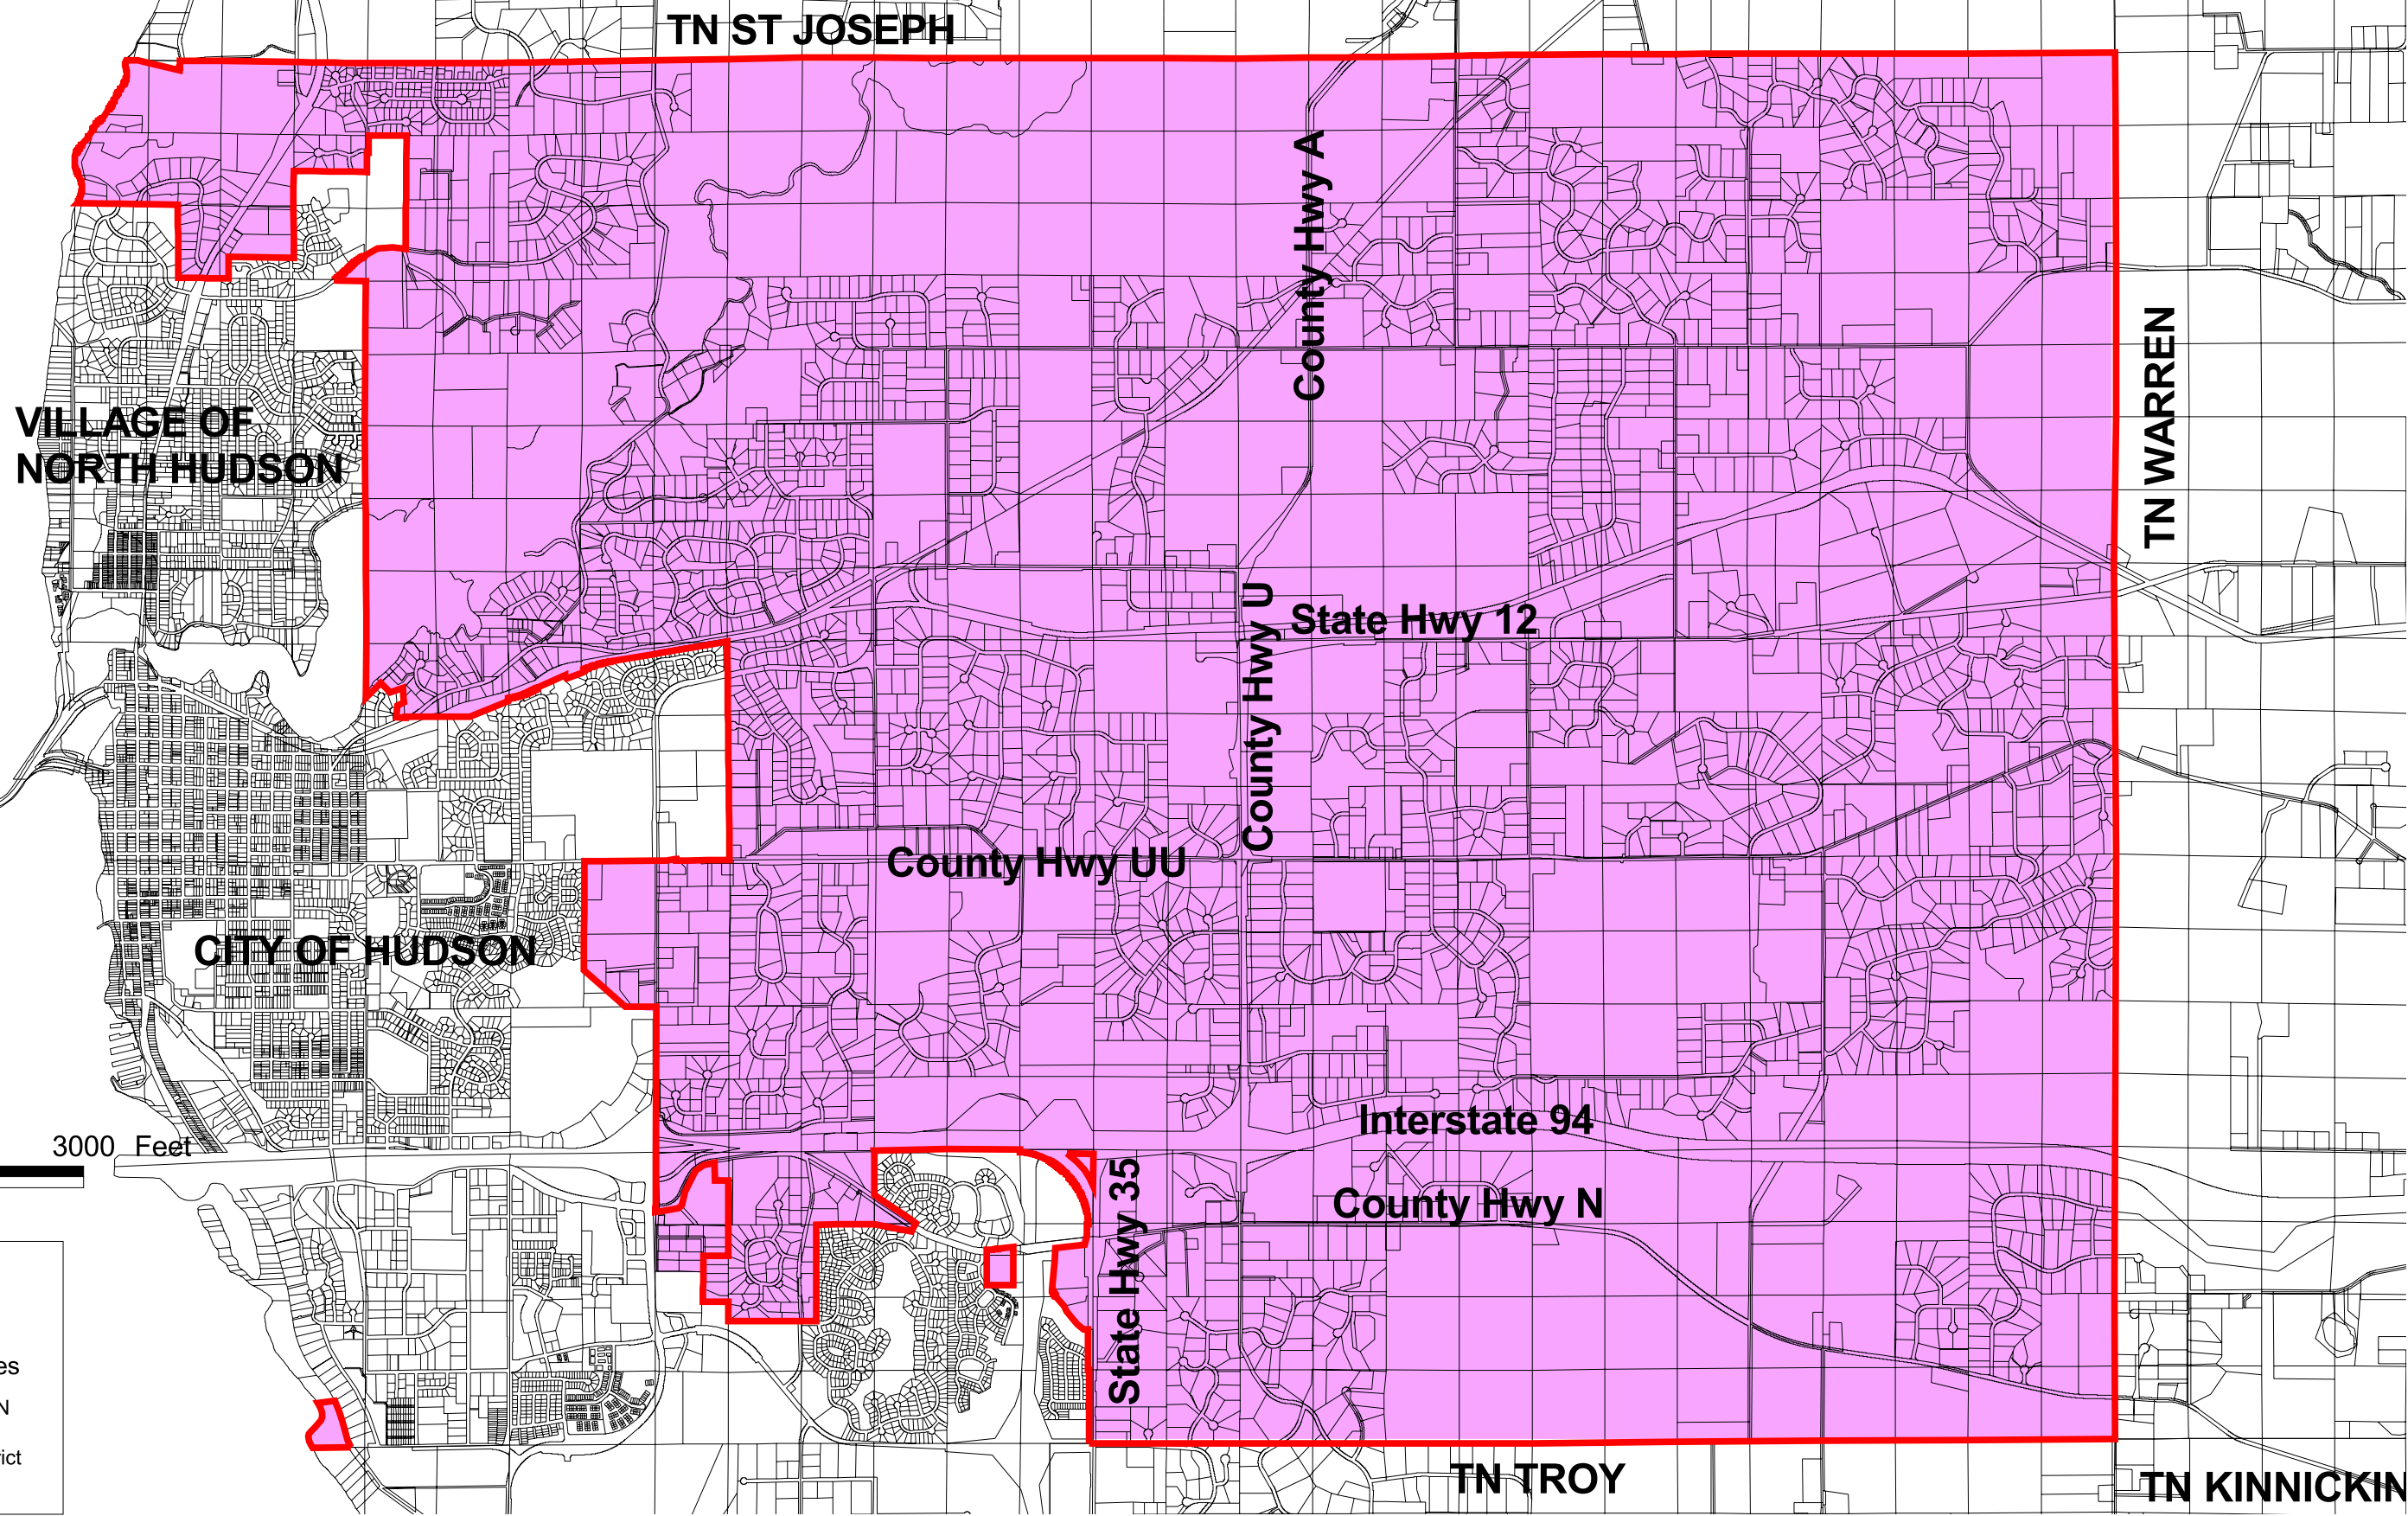 TN ST JOSEPH
County Hwy A
TN WARREN
VILLAGE OF
NORTH HUDSON
State Hwy 12
County Hwy U
County Hwy UU
CITY OF HUDSON
Interstate 94
3000 Feet
State Hwy 35
County Hwy N
es
N
rict
TN TROY
TN KINNICKIN